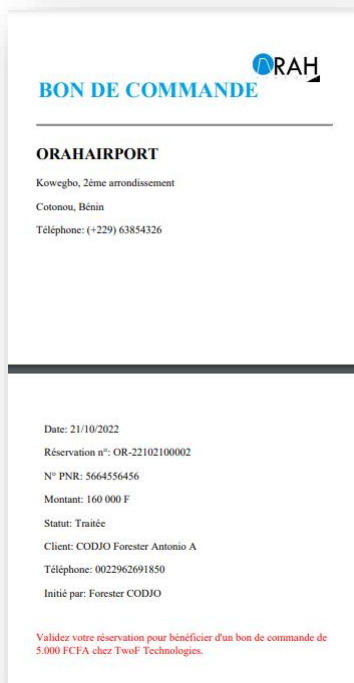 ORAH
BON DE COMMANDE
ORAHAIRPORT
Kowegbo, 2ème arrondissement
Cotonou, Bénin
Téléphone: (+229) 63854326
Date: 21/10/2022
Réservation n°: OR-22102100002
N° PNR: 5664556456
Montant: 160 000 F
Statut: Traitée
Client: CODJO Forester Antonio A
Téléphone: 0022962691850
Initié par: Forester CODJO
Validez votre réservation pour bénéficier d'un bon de commande de
5.000 FCFA chez TwoF Technologies.